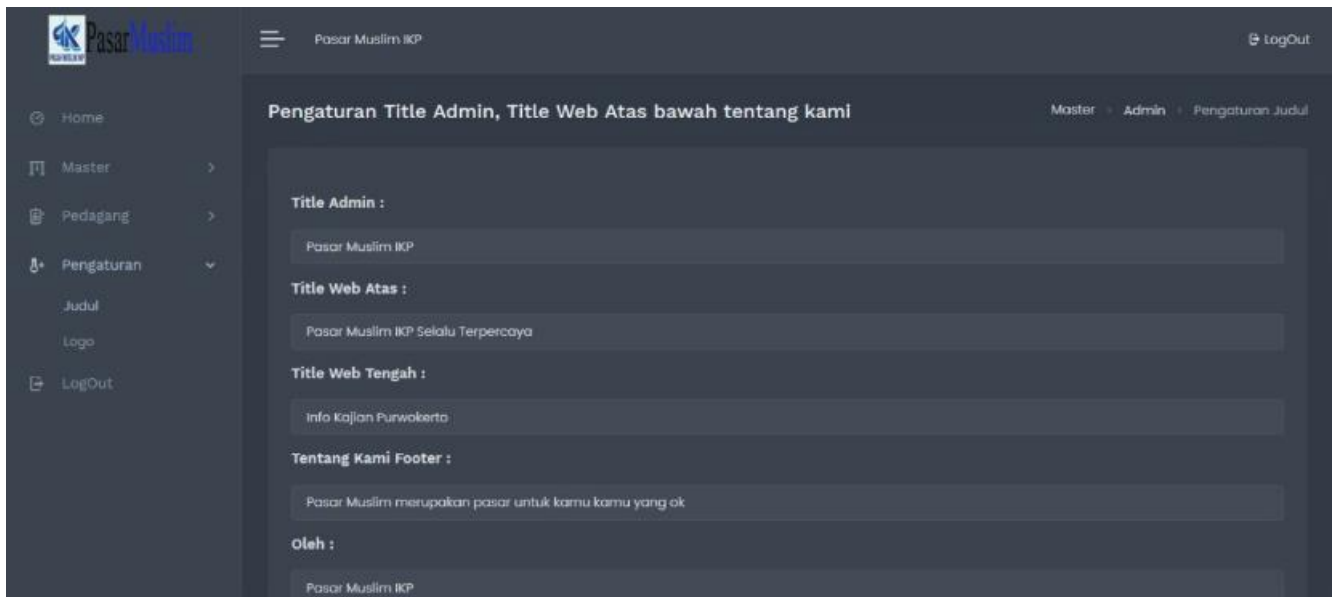 PasarMuslim
Pasar Muslim IKP
LogOut
Home
Master
Pedagang
Pengaturan
Judul
Logo
LogOut
Pengaturan Title Admin, Title Web Atas bawah tentang kami
Master Admin Pengaturan Judul
Title Admin :
Pasar Muslim IKP
Title Web Atas :
Pasar Muslim IKP Selalu Terpercaya
Title Web Tengah :
Info Kajian Purwokerto
Tentang Kami Footer :
Pasar Muslim merupakan pasar untuk kamu kamu yang ok
Oleh :
Pasar Muslim IKP